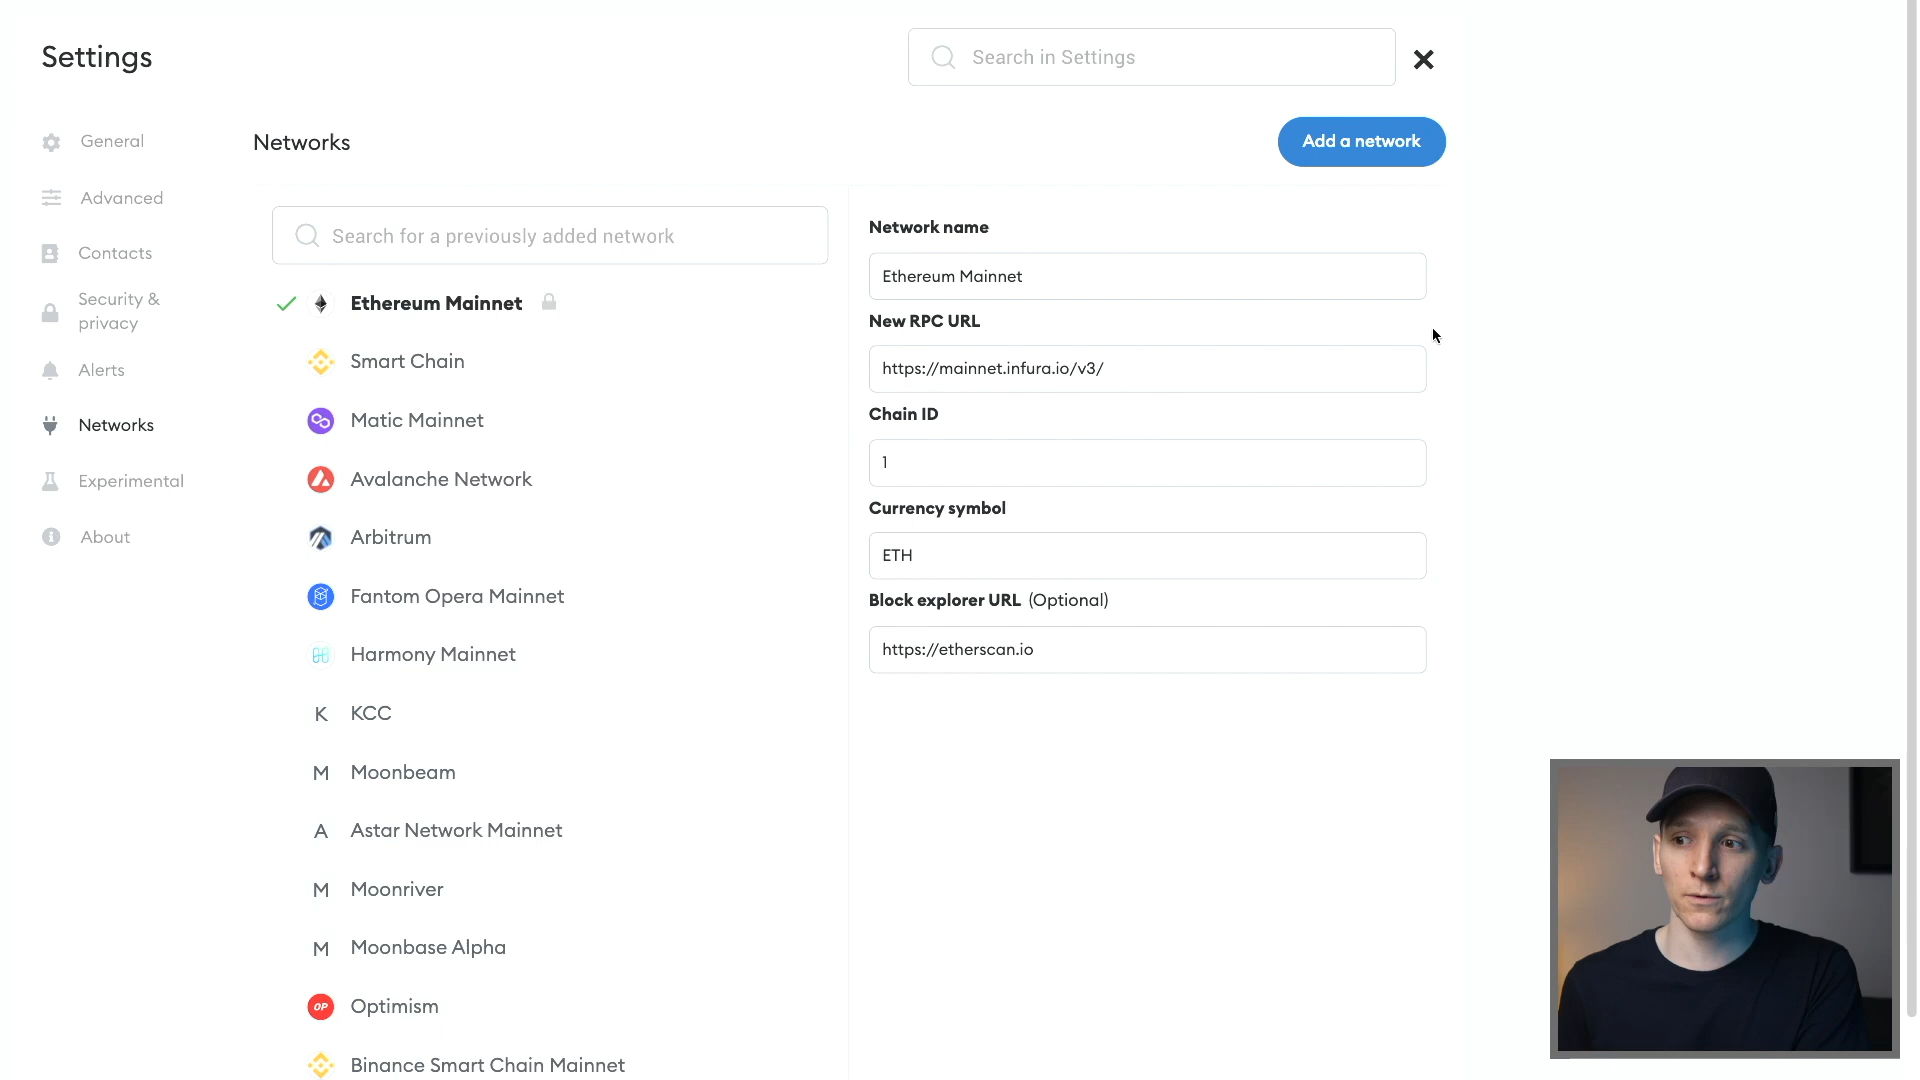 Settings
Search in Settings
General
Advanced
Contacts
Security &
privacy
Alerts
Networks
Experimental
About
Networks
Add a network
Search for a previously added network
Ethereum Mainnet
Smart Chain
Matic Mainnet
Avalanche Network
Arbitrum
Fantom Opera Mainnet
Harmony Mainnet
K KCC
M Moonbeam
A Astar Network Mainnet
M Moonriver
M Moonbase Alpha
OP Optimism
Binance Smart Chain Mainnet
Network name
Ethereum Mainnet
New RPC URL
https://mainnet.infura.io/v3/
Chain ID
1
Currency symbol
ETH
Block explorer URL (Optional)
https://etherscan.io